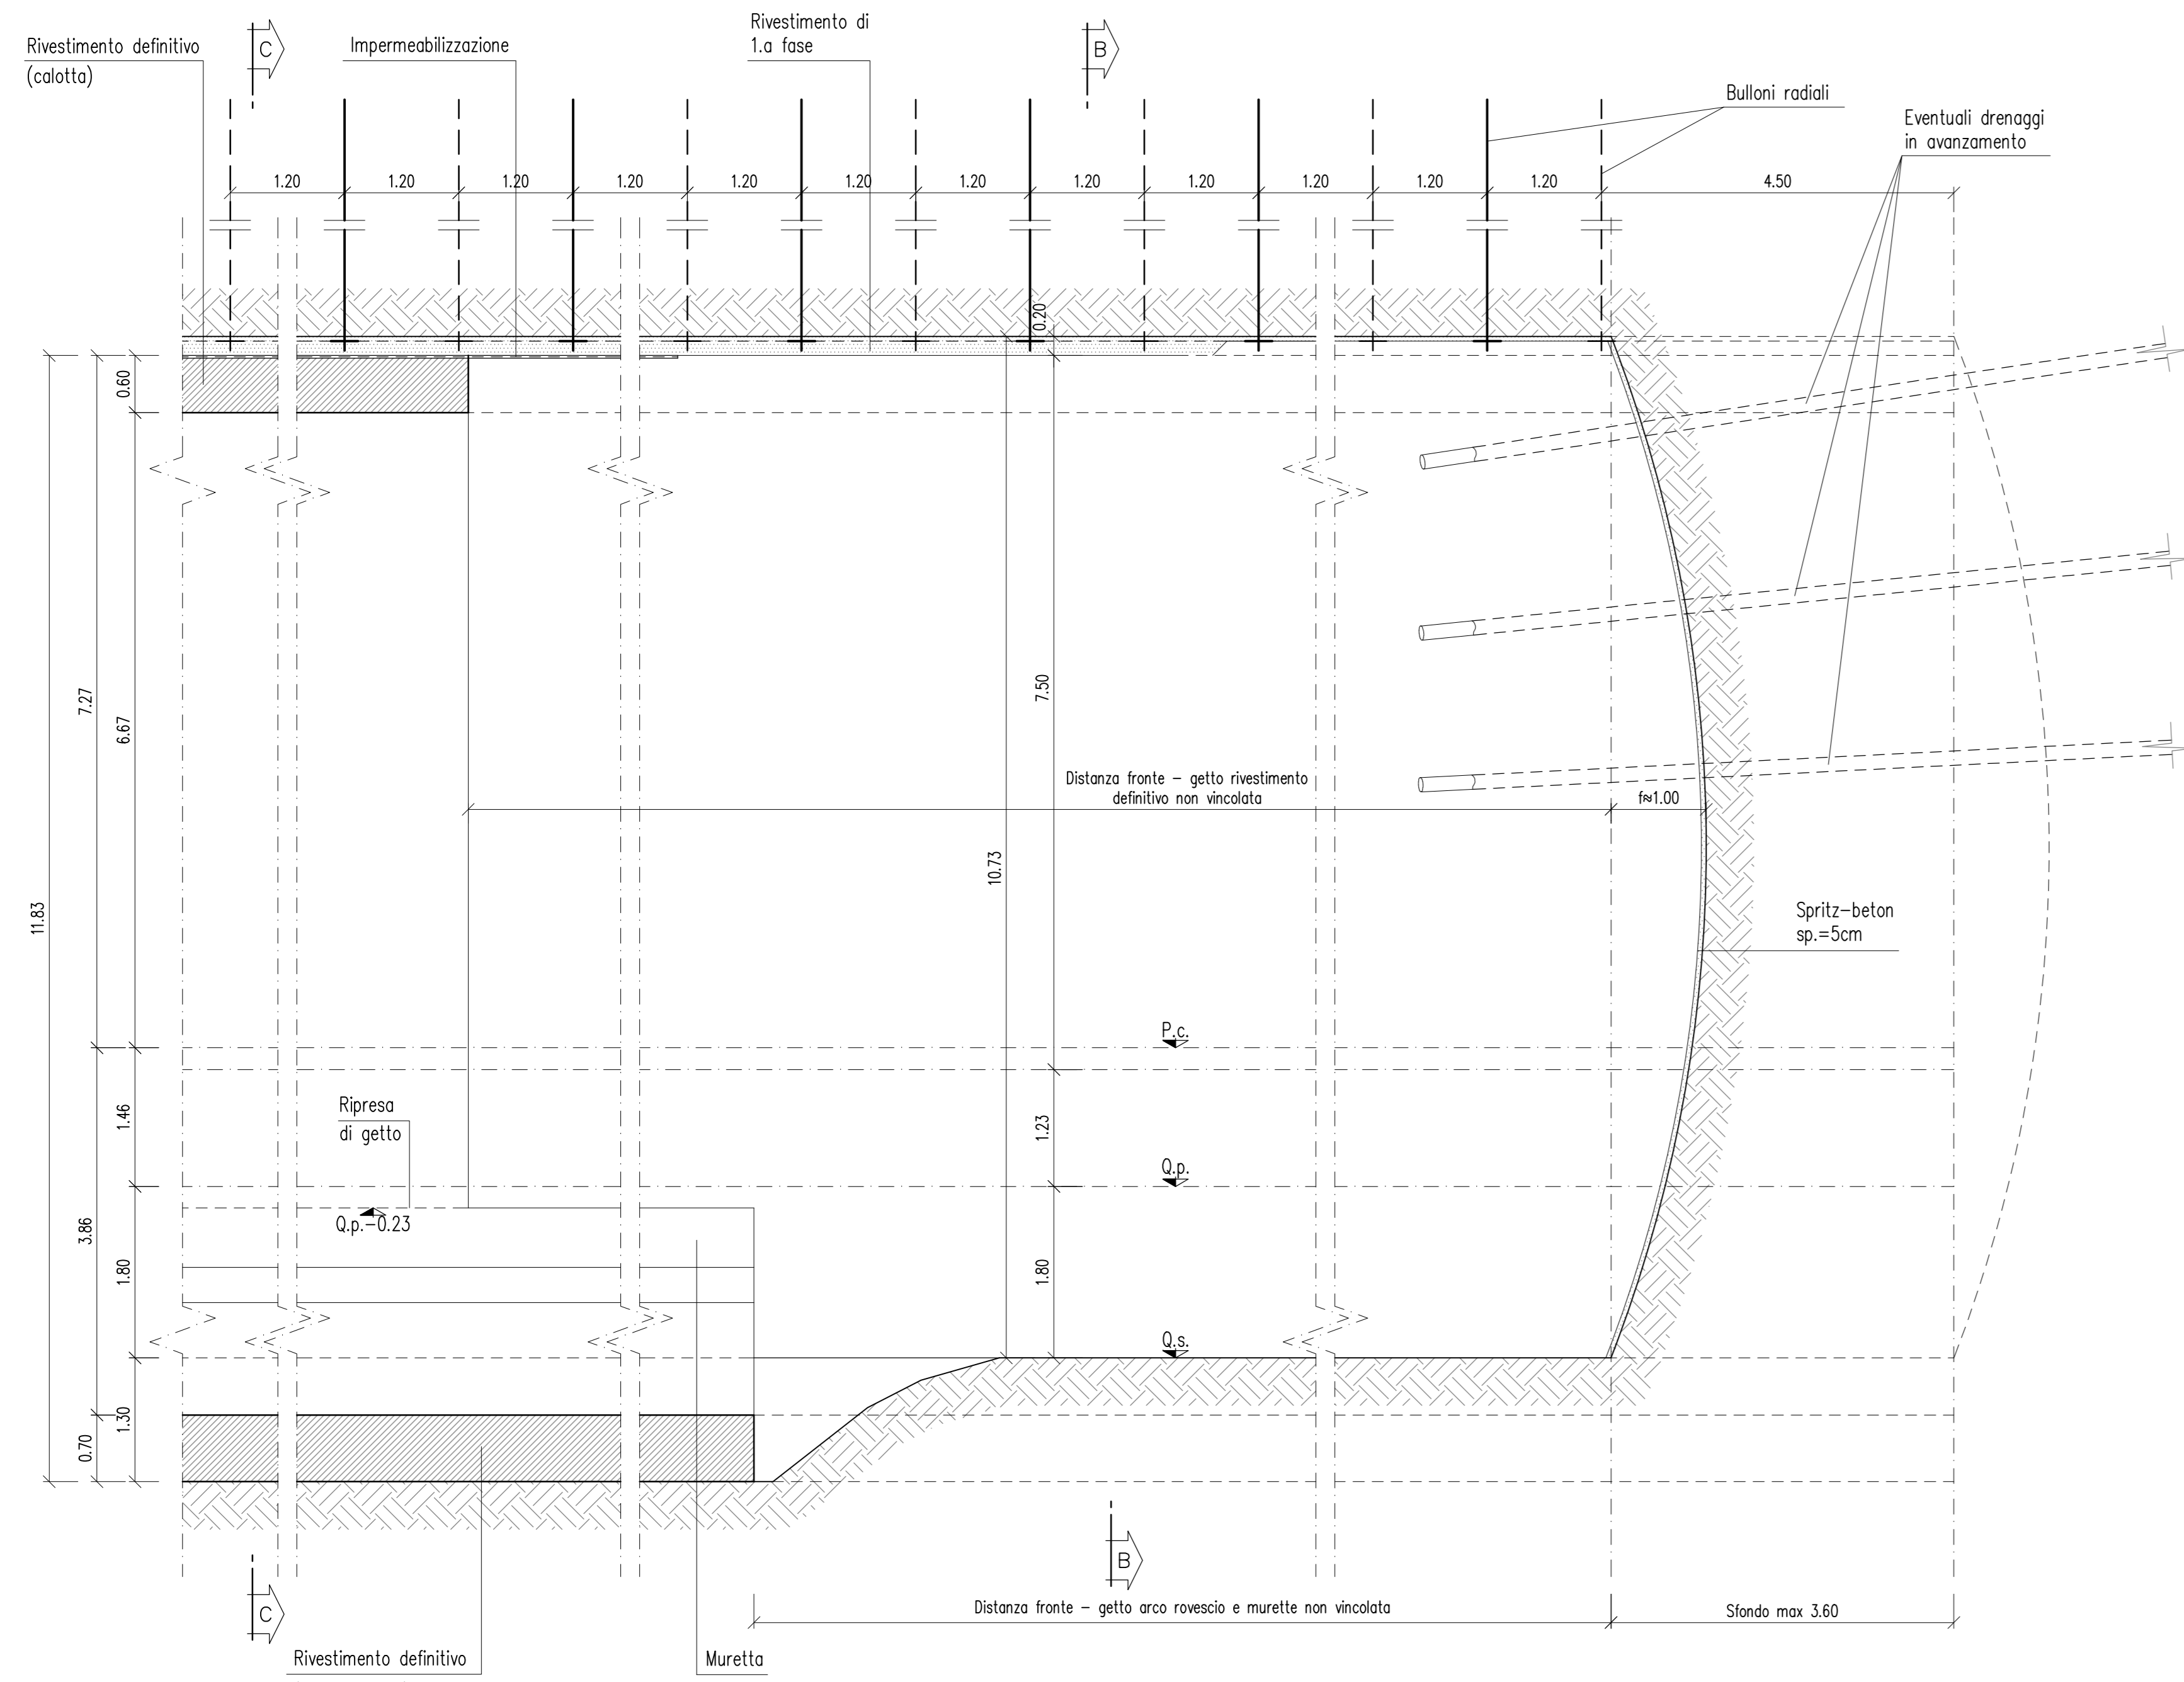 Rivestimento definitivo
(calotta)
C
Impermeabilizzazione
Rivestimento di
1.a fase
B
Bulloni radiali
Eventuali drenaggi
in avanzamento
1.20 1.20 1.20 1.20 1.20 1.20 1.20 1.20 1.20 1.20 1.20 1.20 4.50
0.20
0.60
7.27
6.67
7.50
Distanza fronte - getto rivestimento
definitivo non vincolata
f≈1.00
10.73
11.83
Spritz-beton
sp.=5cm
P.c.
Ripresa
di getto
1.46
1.23
Q.p.
Q.p.-0.23
3.86
1.80
1.80
Q.s.
1.30
0.70
B
C
Distanza fronte - getto arco rovescio e murette non vincolata
Sfondo max 3.60
Rivestimento definitivo
Muretta